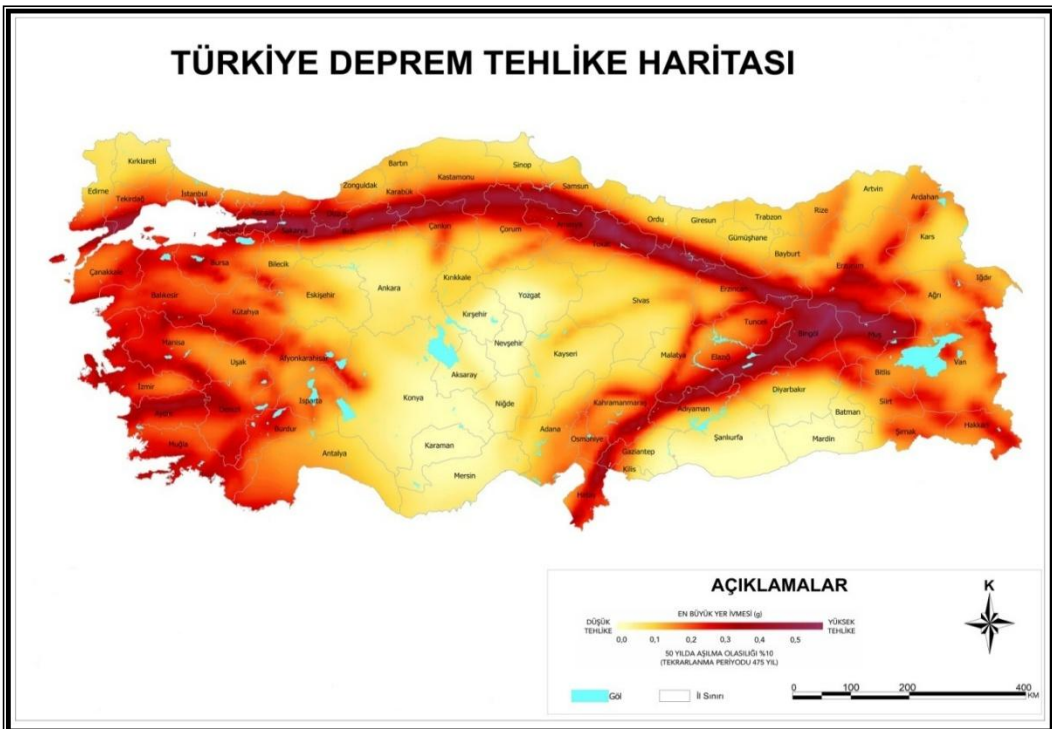 TÜRKİYE DEPREM TEHLİKE HARİTASI
Kırklareli
Edirne
Tekirdağ
İstanbul
Bartın
Zonguldak
Karabük
Kastamonu
Sinop
Samsun
Ordu
Giresun
Trabzon
Rize
Artvin
Ardahan
Kars
Gümüşhane
Bayburt
Sakarya
Çankırı
Çorum
Tokat
Erzincan
Erzurum
Iğdır
Ağrı
Çanakkale
Bursa
Bilecik
Balıkesir
Kütahya
Eskişehir
Ankara
Kırıkkale
Yozgat
Kırşehir
Sivas
Tunceli
Bingöl
Muş
Manisa
Uşak
Afyonkarahisar
Nevşehir
Kayseri
Malatya
Elazığ
Bitlis
Van
İzmir
Aydın
Denizli
Isparta
Burdur
Konya
Aksaray
Niğde
Kahramanmaraş
Adıyaman
Diyarbakır
Batman
Siirt
Şırnak
Hakkari
Muğla
Antalya
Karaman
Mersin
Adana
Osmaniye
Gaziantep
Kilis
Şanlıurfa
Mardin
Hatay
AÇIKLAMALAR
EN BÜYÜK YER İVMESİ (g)
DÜŞÜK
TEHLİKE
YÜKSEK
TEHLİKE
0,0 0,1 0,2 0,3 0,4 0,5
50 YILDA AŞILMA OLASILIĞI %10
(TEKRARLANMA PERİYODU 475 YIL)
Göl
İl Sınırı
K
0 100 200 400
KM